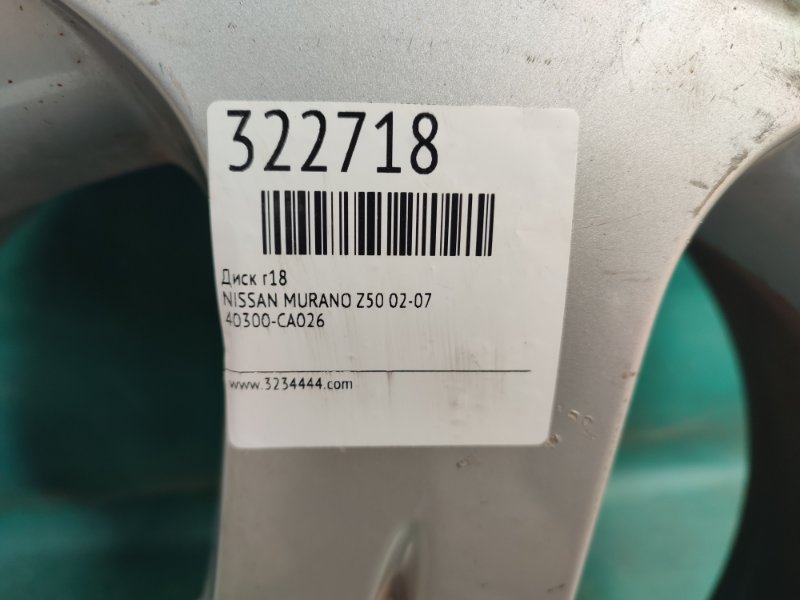 322718
Диск r18
NISSAN MURANO Z50 02-07
40300-CA026
www.3234444.com